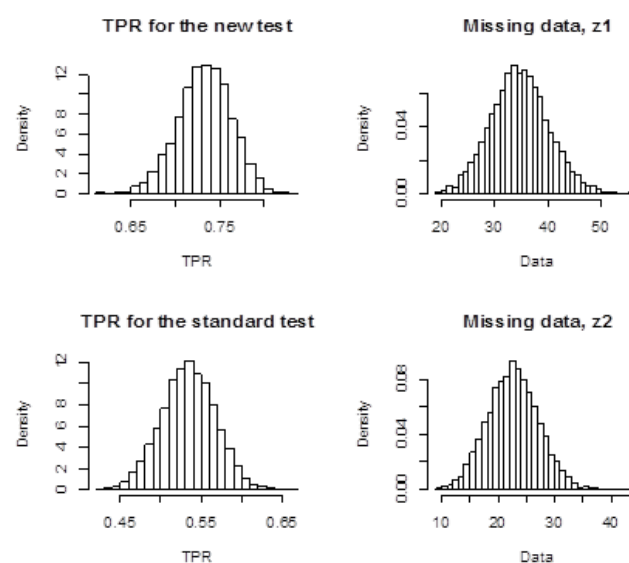 TPR for the new test
Density
0 2 4 6 8 12
0.65 0.75
TPR
Missing data, z1
Density
0.00 0.04
20 30 40 50
Data
TPR for the standard test
Density
0 2 4 6 8 12
0.45 0.55 0.65
TPR
Missing data, z2
Density
0.00 0.04 0.08
10 20 30 40
Data